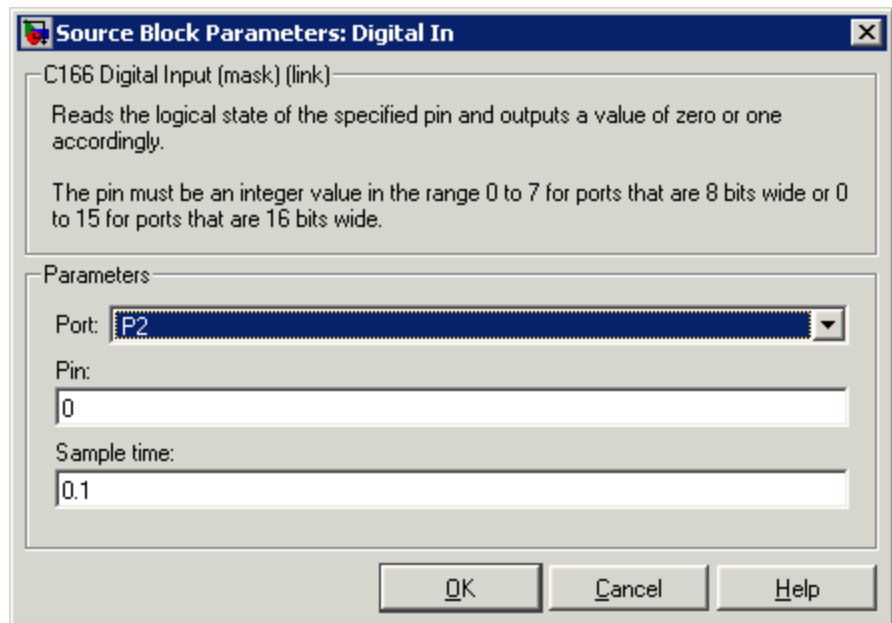 Source Block Parameters: Digital In
C166 Digital Input (mask) (link)
Reads the logical state of the specified pin and outputs a value of zero or one
accordingly.
The pin must be an integer value in the range 0 to 7 for ports that are 8 bits wide or 0
to 15 for ports that are 16 bits wide.
Parameters
Port: P2
Pin:
0
Sample time:
0.1
OK Cancel Help